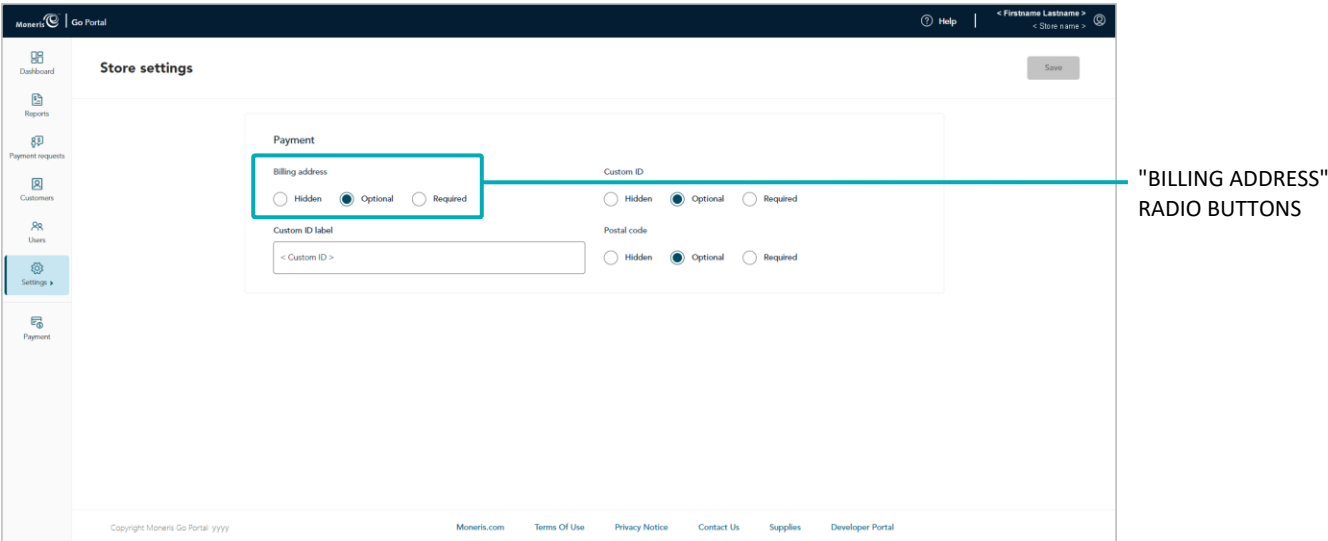 Moneris Go Portal
Help
< Firstname Lastname >
< Store name >
Dashboard
Reports
Payment requests
Customers
Users
Settings
Payment
Store settings
Save
Payment
Billing address
Hidden Optional Required
Custom ID
Hidden Optional Required
Custom ID label
< Custom ID >
Postal code
Hidden Optional Required
"BILLING ADDRESS"
RADIO BUTTONS
Copyright Moneris Go Portal yyyy
Moneris.com Terms Of Use Privacy Notice Contact Us Supplies Developer Portal